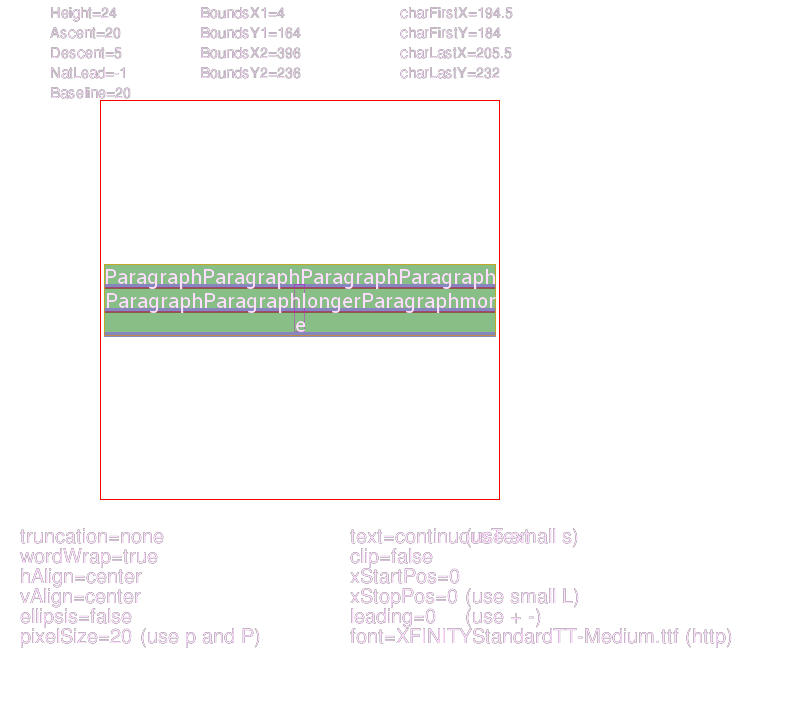 Height=24 BoundsX1=4 charFirstX=194.5
Ascent=20 BoundsY1=164 charFirstY=184
Descent=5 BoundsX2=396 charLastX=205.5
NatLead=-1 BoundsY2=236 charLastY=232
Baseline=20
ParagraphParagraphParagraphParagraph
ParagraphParagraphlongerParagraphmor
e
truncation=none text=continuousText (use small s)
wordWrap=true clip=false
hAlign=center xStartPos=0
vAlign=center xStopPos=0 (use small L)
ellipsis=false leading=0 (use + -)
pixelSize=20 (use p and P) font=XFINITYStandardTT-Medium.ttf (http)